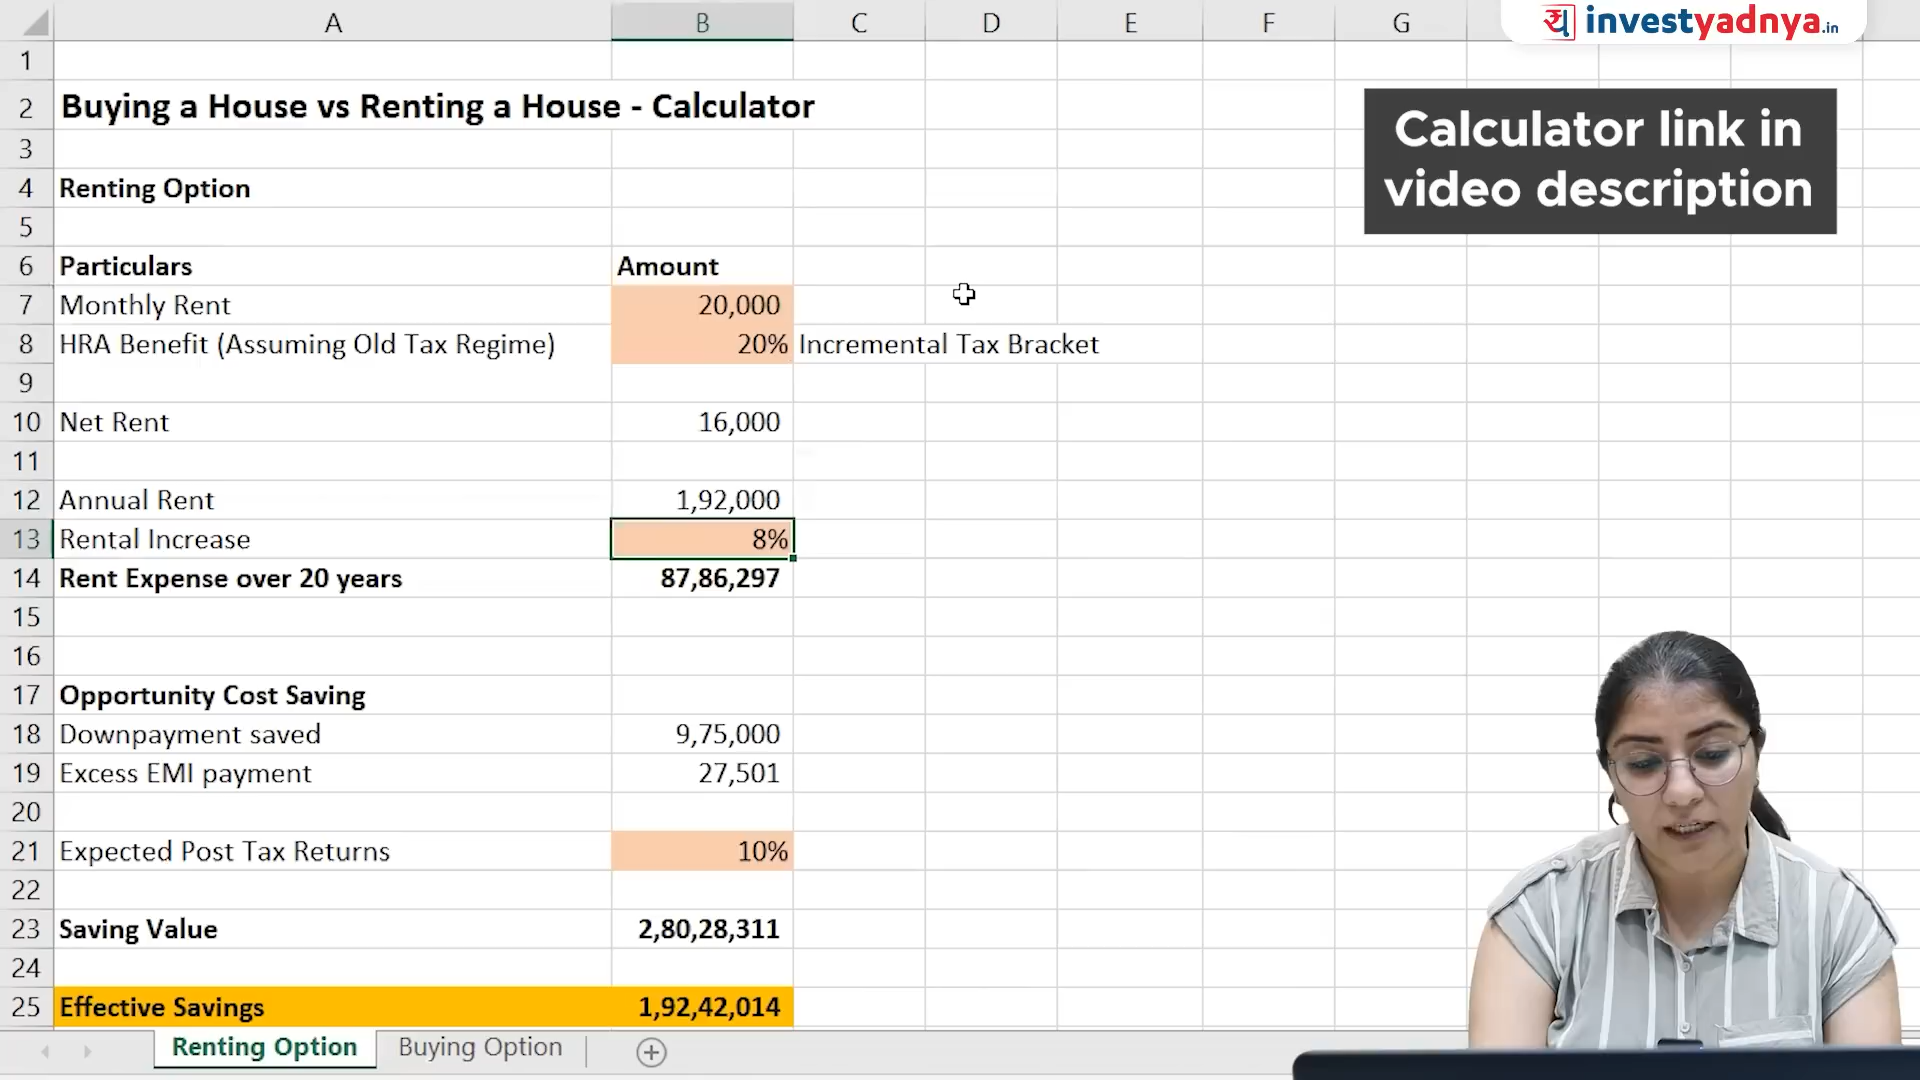 A B C D E F G
investyadnya.in
1
2 Buying a House vs Renting a House - Calculator
Calculator link in
video description
3
4 Renting Option
5
6 Particulars Amount
7 Monthly Rent 20,000
8 HRA Benefit (Assuming Old Tax Regime) 20% Incremental Tax Bracket
9
10 Net Rent 16,000
11
12 Annual Rent 1,92,000
13 Rental Increase 8%
14 Rent Expense over 20 years 87,86,297
15
16
17 Opportunity Cost Saving
18 Downpayment saved 9,75,000
19 Excess EMI payment 27,501
20
21 Expected Post Tax Returns 10%
22
23 Saving Value 2,80,28,311
24
25 Effective Savings 1,92,42,014
Renting Option Buying Option